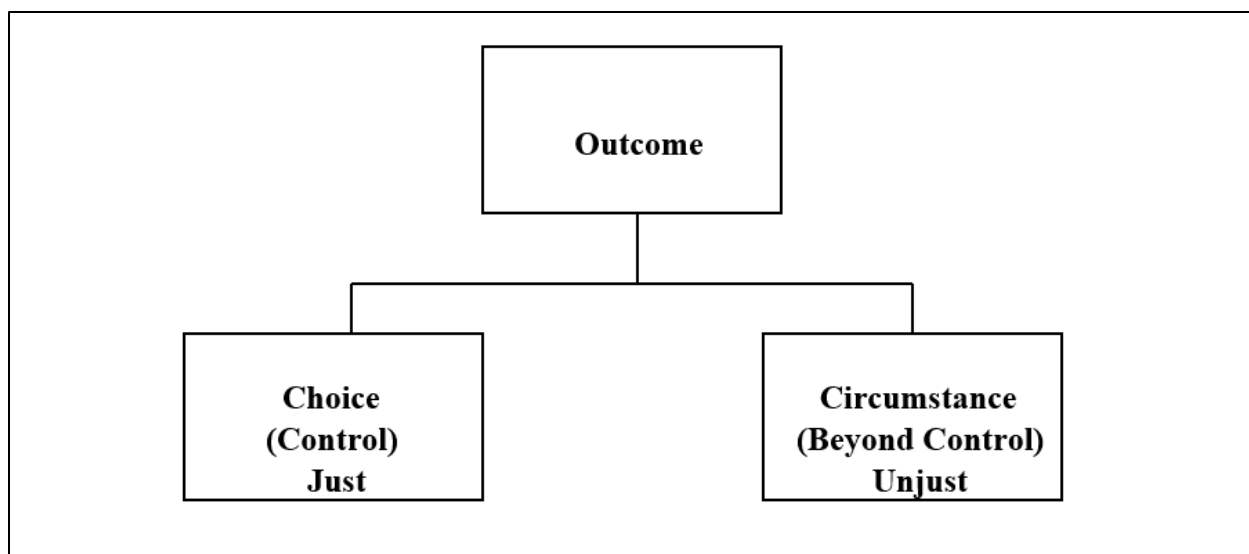 Outcome
Choice
(Control)
Just
Circumstance
(Beyond Control)
Unjust